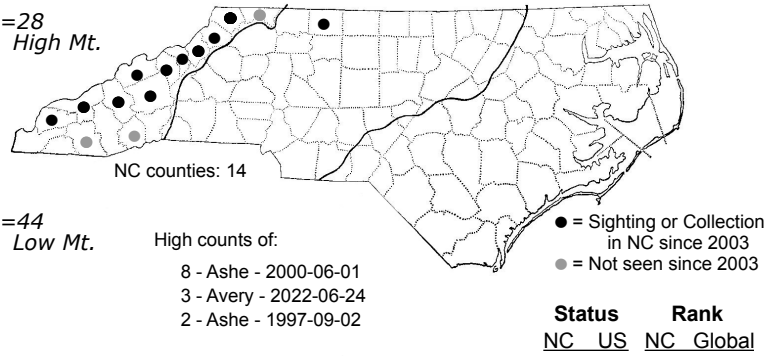 =28
High Mt.
NC counties: 14
=44
Low Mt.
High counts of:
8 - Ashe - 2000-06-01
3 - Avery - 2022-06-24
2 - Ashe - 1997-09-02
= Sighting or Collection
in NC since 2003
= Not seen since 2003
Status Rank
NC US NC Global